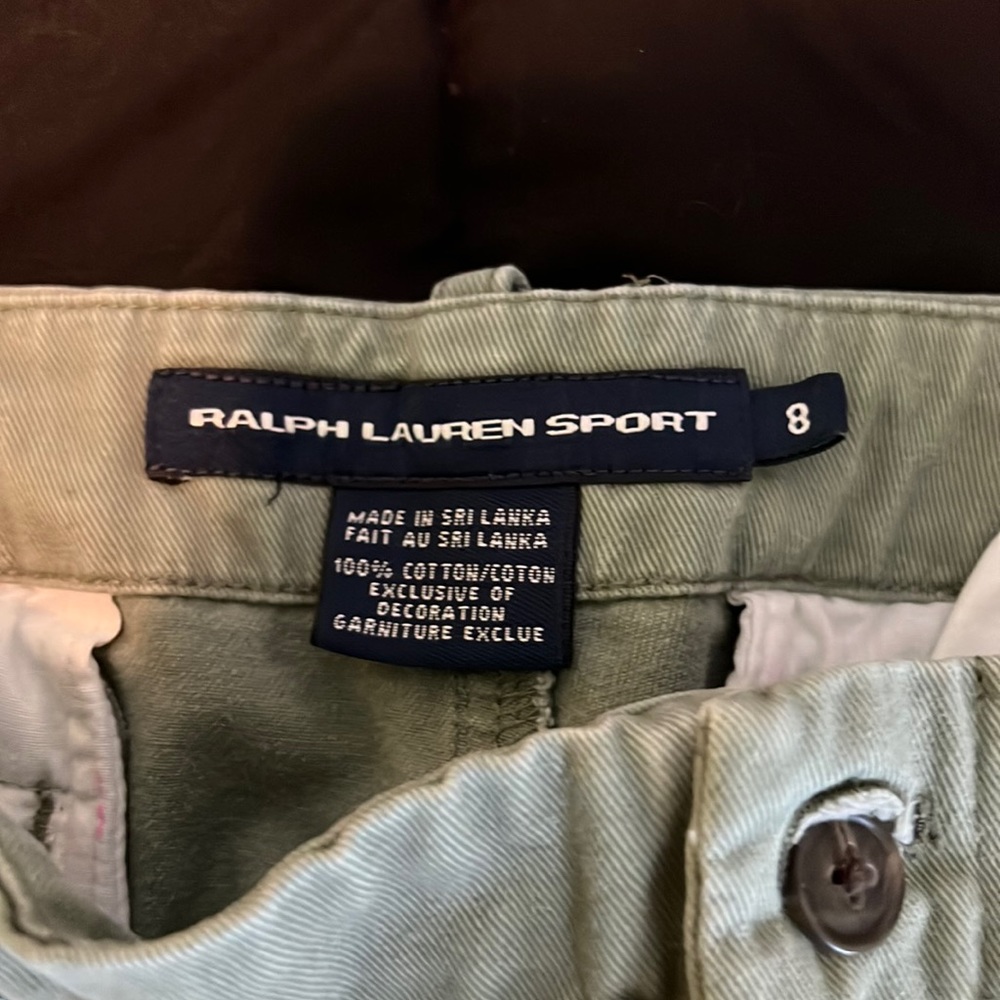 RALPH LAUREN SPORT
8
MADE IN SRI LANKA
FAIT AU SRI LANKA
100% COTTON/COTON
EXCLUSIVE OF
DECORATION
GARNITURE EXCLUE